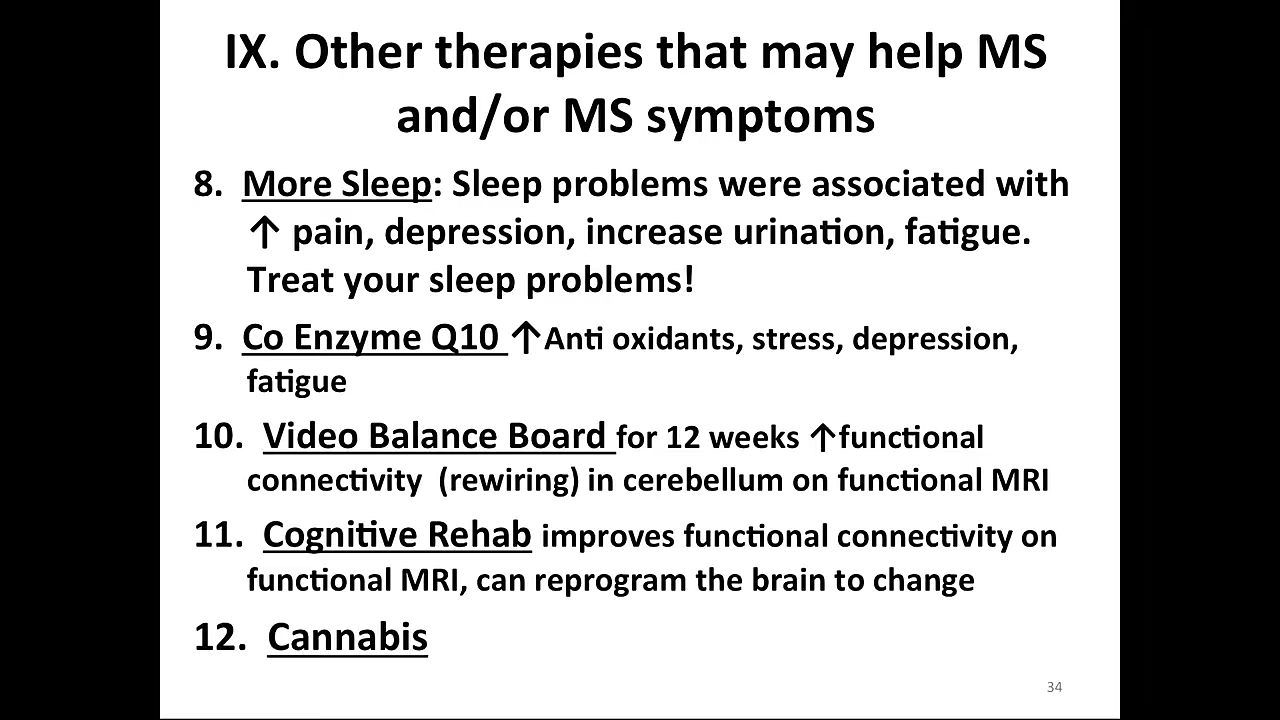 IX. Other therapies that may help MS
and/or MS symptoms
8. More Sleep: Sleep problems were associated with
↑ pain, depression, increase urination, fatigue.
Treat your sleep problems!
9. Co Enzyme Q10 ↑Anti oxidants, stress, depression,
fatigue
10. Video Balance Board for 12 weeks ↑functional
connectivity (rewiring) in cerebellum on functional MRI
11. Cognitive Rehab improves functional connectivity on
functional MRI, can reprogram the brain to change
12. Cannabis
34